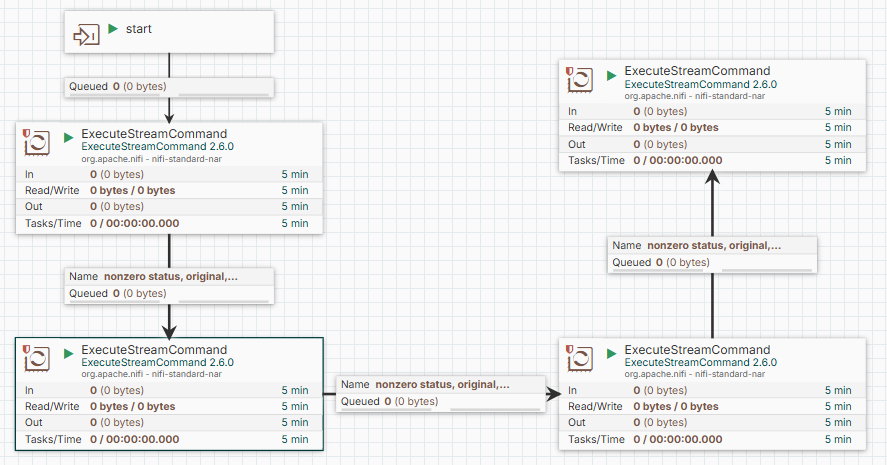 start
Queued 0 (0 bytes)
ExecuteStreamCommand
ExecuteStreamCommand 2.6.0
org.apache.nifi - nifi-standard-nar
In 0 (0 bytes) 5 min
Read/Write 0 bytes / 0 bytes 5 min
Out 0 (0 bytes) 5 min
Tasks/Time 0 / 00:00:00.000 5 min
Name nonzero status, original,...
Queued 0 (0 bytes)
ExecuteStreamCommand
ExecuteStreamCommand 2.6.0
org.apache.nifi - nifi-standard-nar
In 0 (0 bytes) 5 min
Read/Write 0 bytes / 0 bytes 5 min
Out 0 (0 bytes) 5 min
Tasks/Time 0 / 00:00:00.000 5 min
Name nonzero status, original,...
Queued 0 (0 bytes)
ExecuteStreamCommand
ExecuteStreamCommand 2.6.0
org.apache.nifi - nifi-standard-nar
In 0 (0 bytes) 5 min
Read/Write 0 bytes / 0 bytes 5 min
Out 0 (0 bytes) 5 min
Tasks/Time 0 / 00:00:00.000 5 min
Name nonzero status, original,...
Queued 0 (0 bytes)
ExecuteStreamCommand
ExecuteStreamCommand 2.6.0
org.apache.nifi - nifi-standard-nar
In 0 (0 bytes) 5 min
Read/Write 0 bytes / 0 bytes 5 min
Out 0 (0 bytes) 5 min
Tasks/Time 0 / 00:00:00.000 5 min